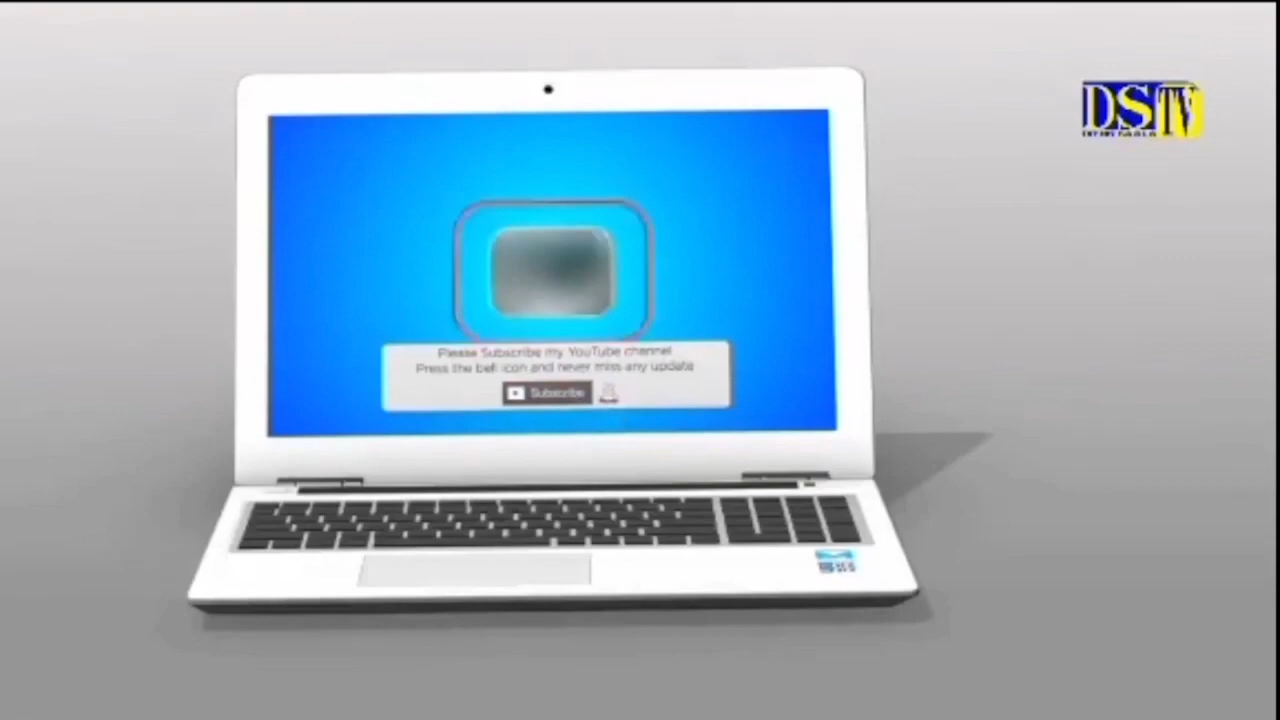 DSTV
Please Subscribe my YouTube channel
Press the bell icon and never miss any update
Subscribe